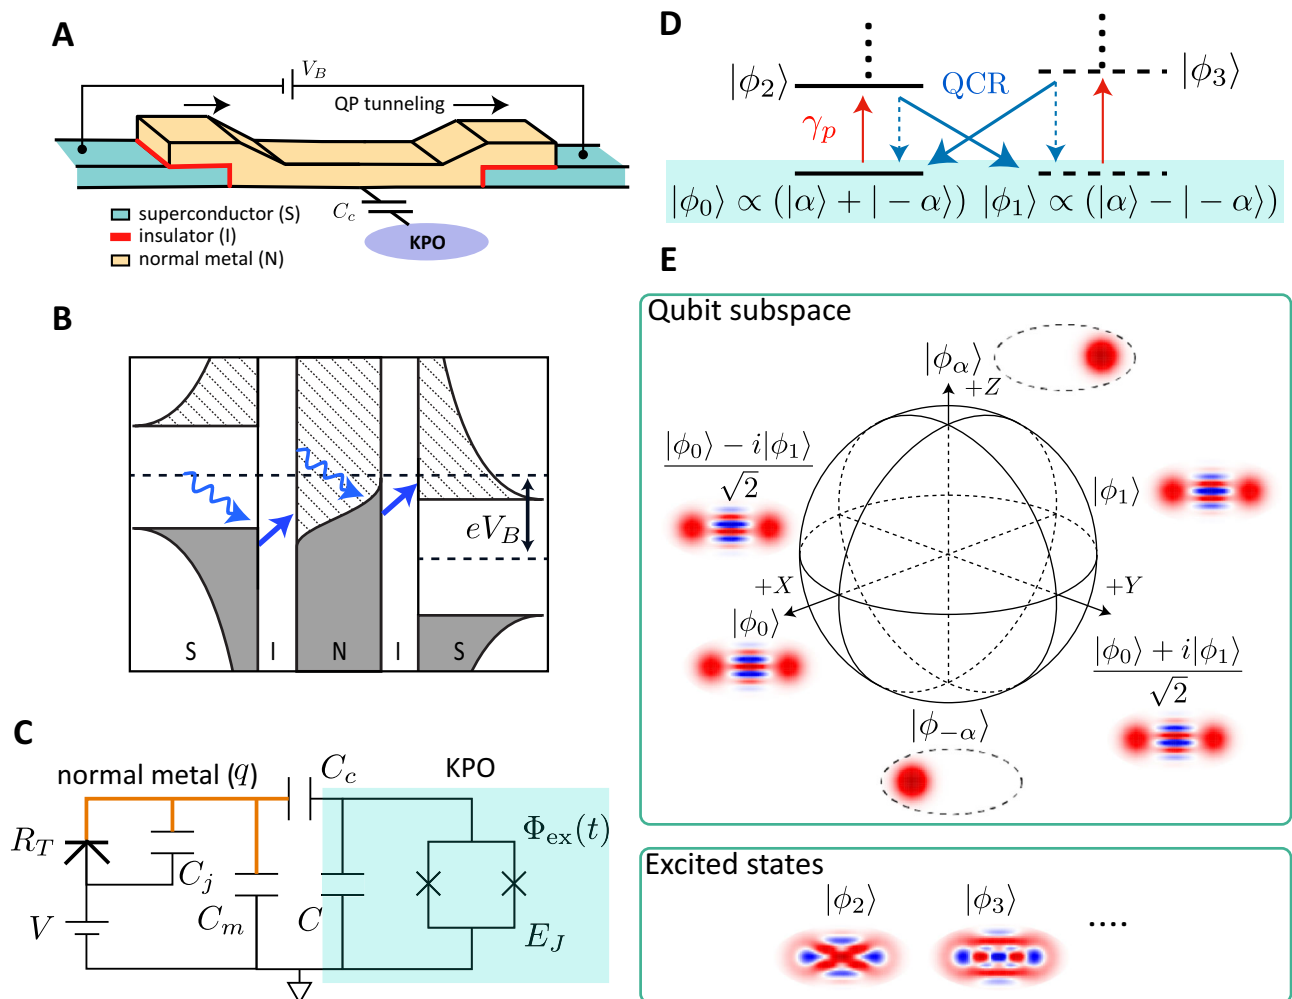 A
V_B
QP tunneling
C_c
KPO
superconductor (S)
insulator (I)
normal metal (N)
B
eV_B
S I N I S
C
normal metal (q)
C_c
KPO
R_T
C_j
Φ_ex(t)
V
C_m
C
E_J
D
|ϕ_2⟩
QCR
|ϕ_3⟩
γ_p
|ϕ_0⟩ ∝ (|α⟩ + | − α⟩)
|ϕ_1⟩ ∝ (|α⟩ − | − α⟩)
E
Qubit subspace
|ϕ_α⟩
+Z
|ϕ_0⟩ − i|ϕ_1⟩
√2
|ϕ_1⟩
+X
+Y
|ϕ_0⟩
|ϕ_0⟩ + i|ϕ_1⟩
√2
|ϕ_−α⟩
Excited states
|ϕ_2⟩
|ϕ_3⟩
....